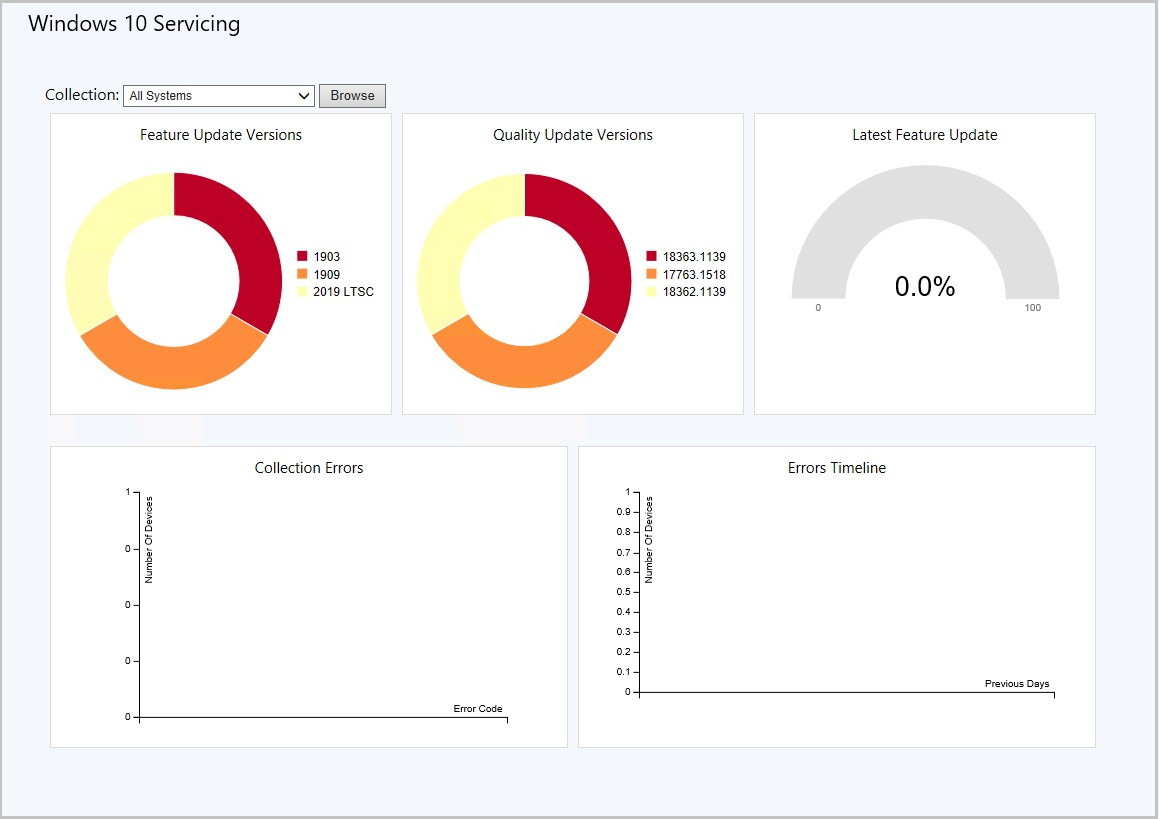 Windows 10 Servicing
Collection: All Systems Browse
Feature Update Versions
1903
1909
2019 LTSC
Quality Update Versions
18363.1139
17763.1518
18362.1139
Latest Feature Update
0.0%
0 100
Collection Errors
1
0
0
0
0
Number Of Devices
Error Code
Errors Timeline
1
0.9
0.8
0.7
0.6
0.5
0.4
0.3
0.2
0.1
0
Number Of Devices
Previous Days